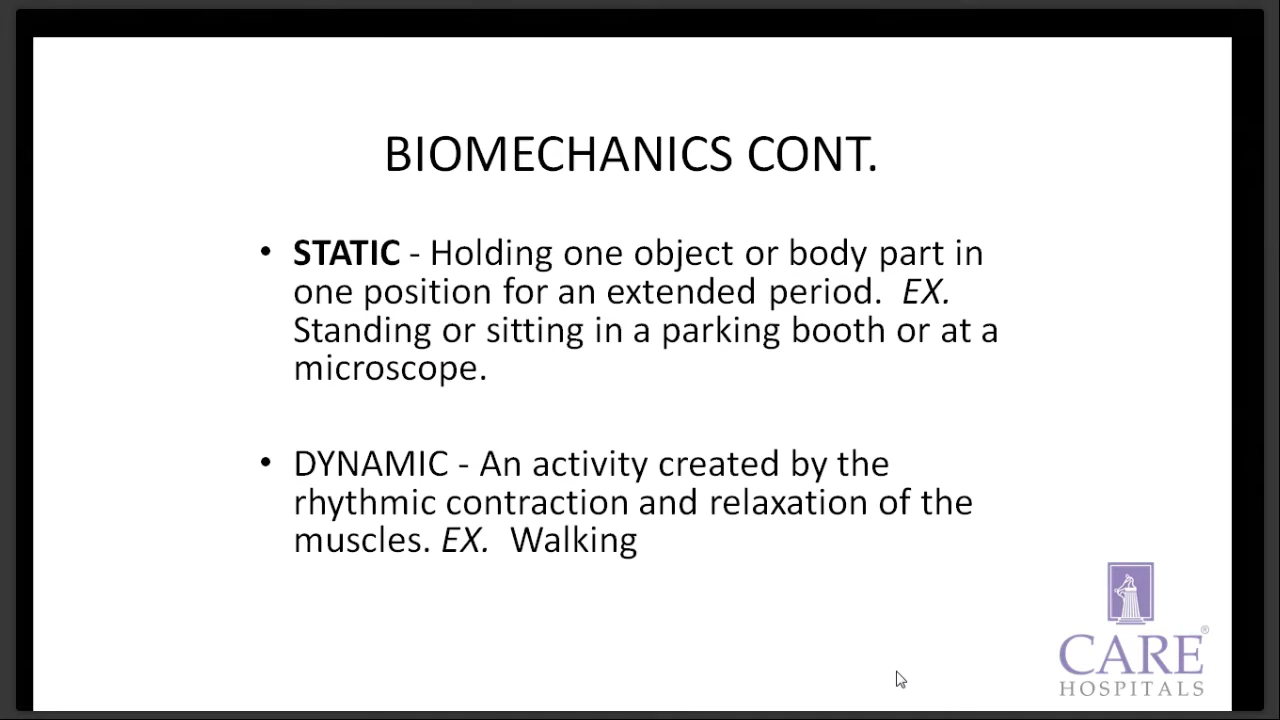 BIOMECHANICS CONT.
• STATIC - Holding one object or body part in
one position for an extended period. EX.
Standing or sitting in a parking booth or at a
microscope.
• DYNAMIC - An activity created by the
rhythmic contraction and relaxation of the
muscles. EX. Walking
CARE®
HOSPITALS